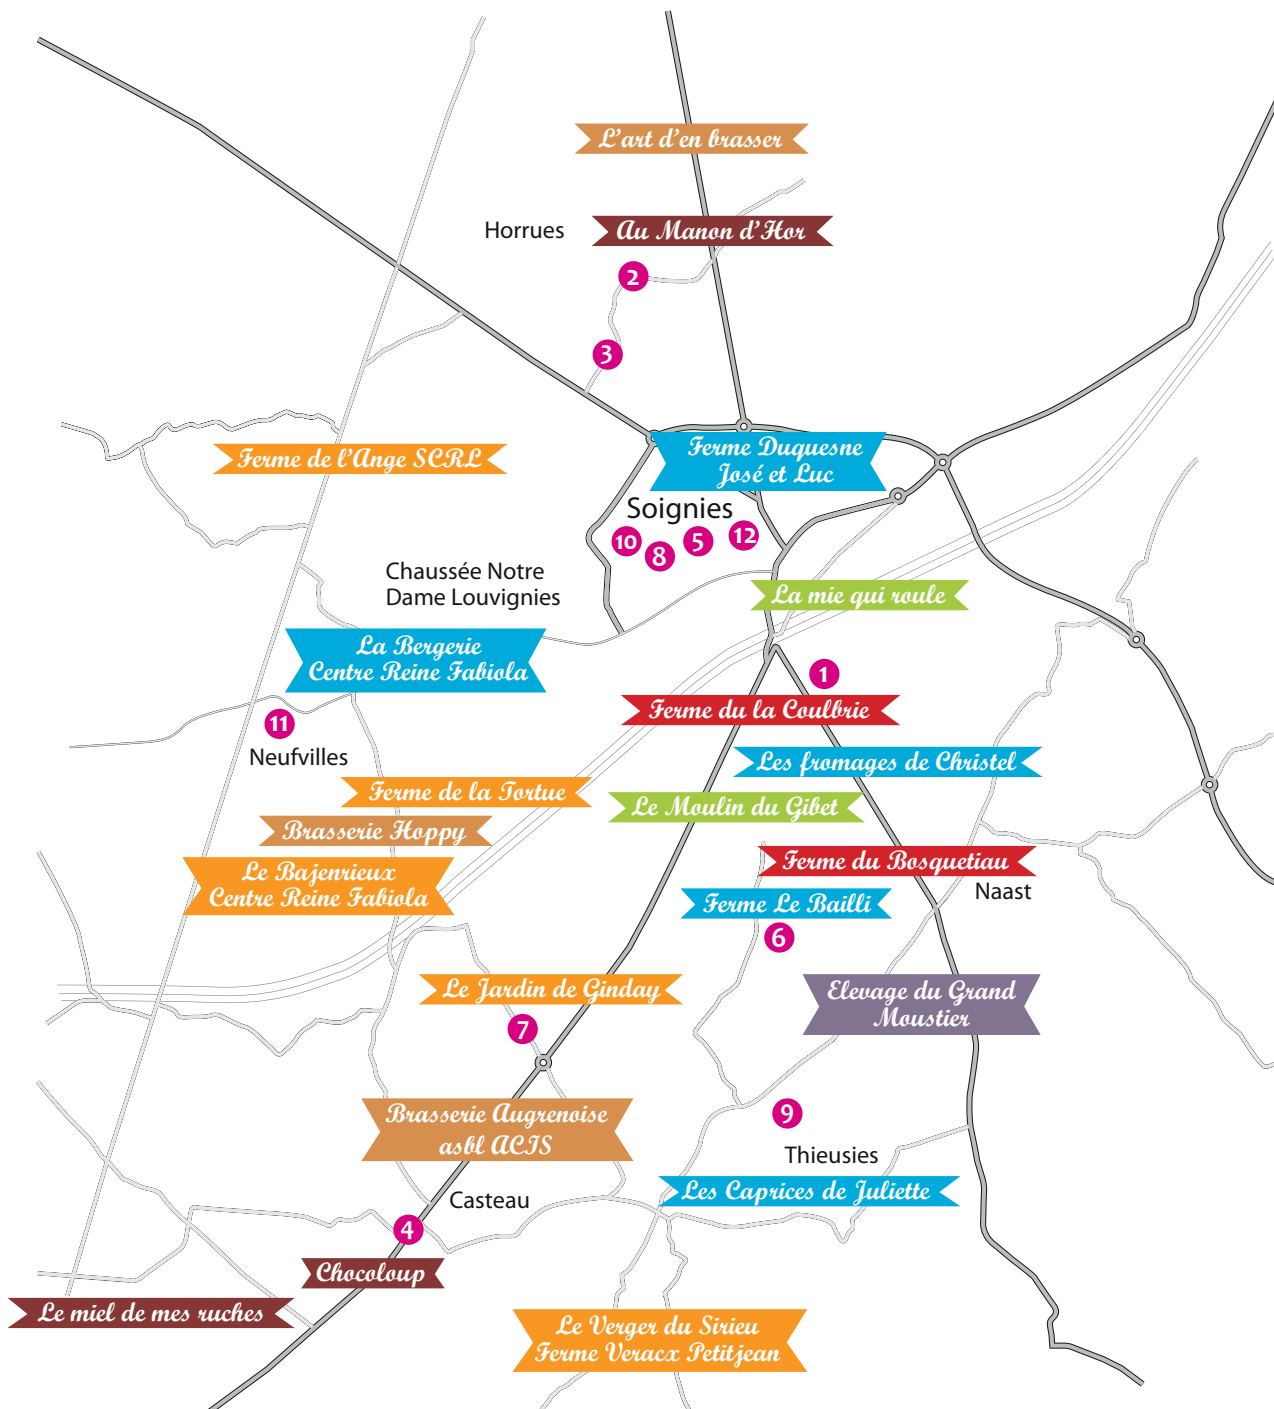 L'art d'en brasser
Horrues
Au Manon d'Hor
2
3
Ferme de l'Ange SCRL
Ferme Duquesne
José et Luc
Soignies
10
8
5
12
Chaussée Notre
Dame Louvignies
La mie qui roule
La Bergerie
Centre Reine Fabiola
1
11
Ferme du la Coulbrie
Neufvilles
Les fromages de Christel
Ferme de la Tortue
Le Moulin du Gibet
Brasserie Hoppy
Ferme du Bosquetiau
Le Bajenrieux
Centre Reine Fabiola
Naast
Ferme Le Bailli
6
Le Jardin de Ginday
Elevage du Grand
Moustier
7
Brasserie Augrenoise
asbl ACIS
9
Thieusies
Les Caprices de Juliette
Casteau
4
Chocoloup
Le miel de mes ruches
Le Verger du Sirieu
Ferme Veracx Petitjean